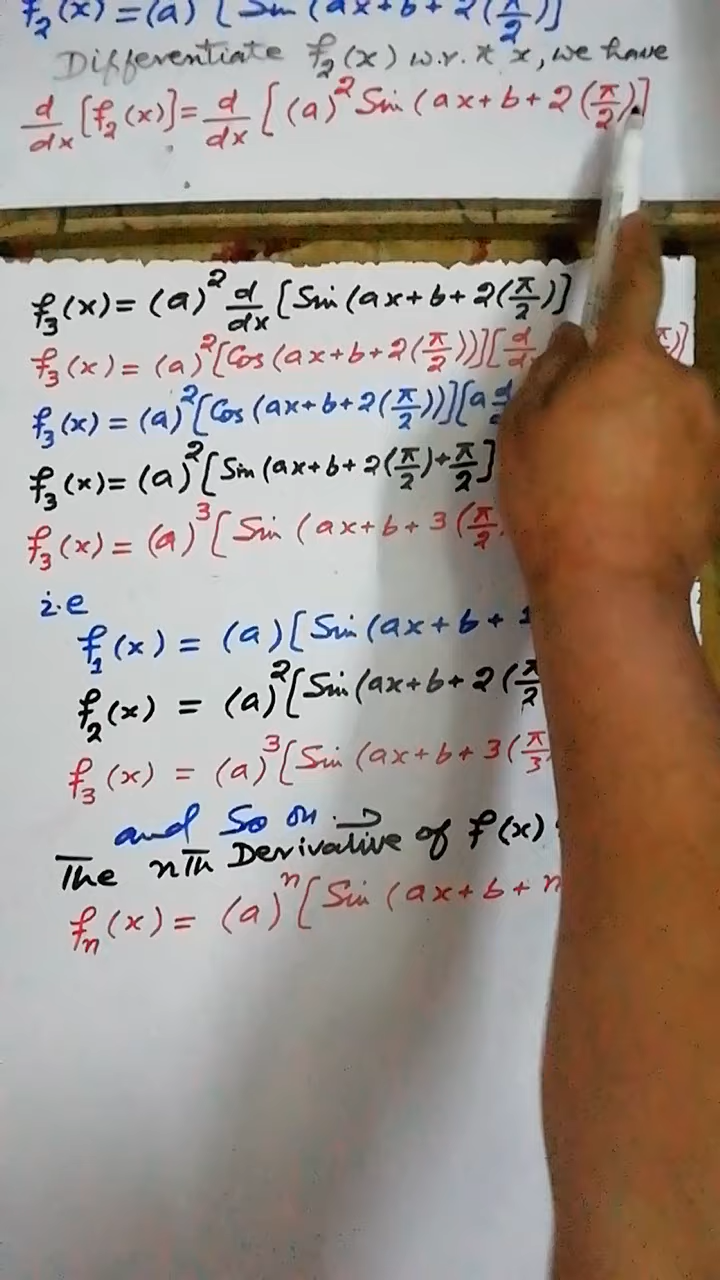 f₂(x) = (a) [Sin (ax+b+2(π/2)]
Differentiate f₂(x) w.r.t x, we have
d/dx [f₂(x)] = d/dx [(a)² Sin (ax+b+2(π/2)]
f₃(x) = (a)² d/dx [Sin (ax+b+2(π/2)]
f₃(x) = (a)² [Cos (ax+b+2(π/2))][d/dx π)]
f₃(x) = (a)² [Cos (ax+b+2(π/2))][a
f₃(x) = (a)² [Sin (ax+b+2(π/2)+π/2]
f₃(x) = (a)³ [Sin (ax+b+3(π/2
i.e
f₁(x) = (a) [Sin (ax+b+1
f₂(x) = (a)² [Sin (ax+b+2(π/2
f₃(x) = (a)³ [Sin (ax+b+3(π/3
and so on →
The nTh Derivative of f(x)
fₙ(x) = (a)ⁿ [Sin (ax+b+n